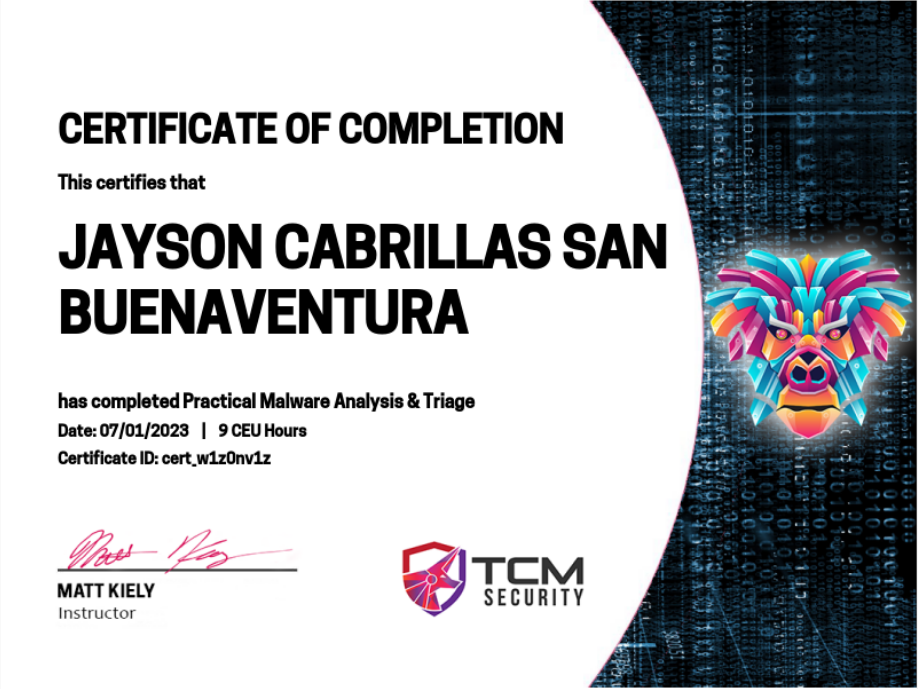 CERTIFICATE OF COMPLETION
This certifies that
JAYSON CABRILLAS SAN
BUENAVENTURA
has completed Practical Malware Analysis & Triage
Date: 07/01/2023 | 9 CEU Hours
Certificate ID: cert_w1z0nv1z
MATT KIELY
Instructor
TCM
SECURITY